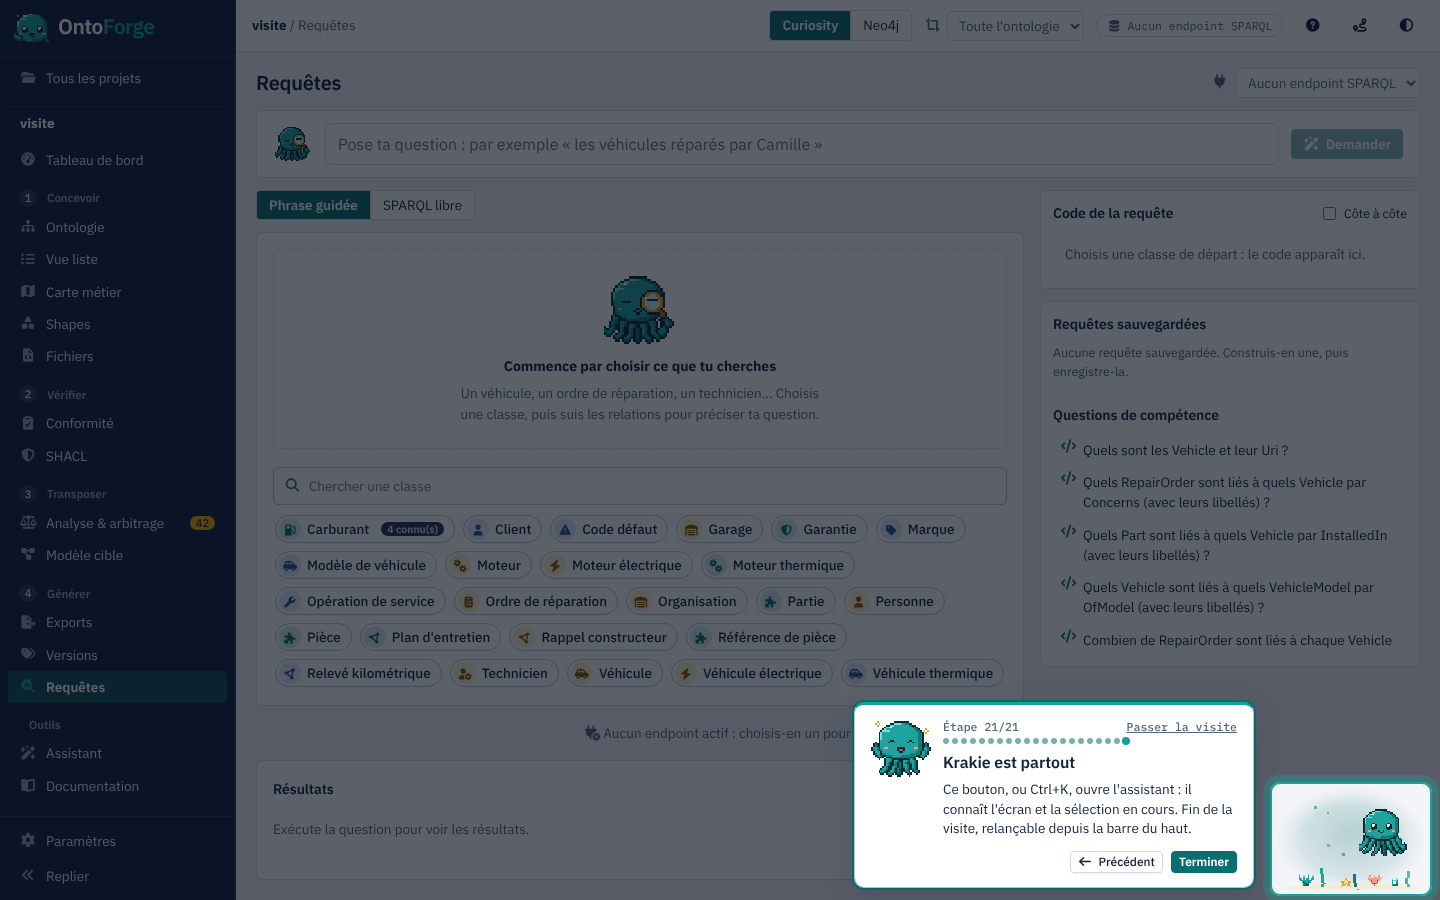 OntoForge
Tous les projets
visite
Tableau de bord
1 Concevoir
Ontologie
Vue liste
Carte métier
Shapes
Fichiers
2 Vérifier
Conformité
SHACL
3 Transposer
Analyse & arbitrage 42
Modèle cible
4 Générer
Exports
Versions
Requêtes
Outils
Assistant
Documentation
Paramètres
Replier
visite / Requêtes
Curiosity Neo4j
Toute l'ontologie
Aucun endpoint SPARQL
Requêtes
Aucun endpoint SPARQL
Pose ta question : par exemple « les véhicules réparés par Camille »
Demander
Phrase guidée SPARQL libre
Commence par choisir ce que tu cherches
Un véhicule, un ordre de réparation, un technicien... Choisis
une classe, puis suis les relations pour préciser ta question.
Chercher une classe
Carburant 4 connu(s) Client Code défaut Garage Garantie Marque
Modèle de véhicule Moteur Moteur électrique Moteur thermique
Opération de service Ordre de réparation Organisation Partie Personne
Pièce Plan d'entretien Rappel constructeur Référence de pièce
Relevé kilométrique Technicien Véhicule Véhicule électrique Véhicule thermique
Aucun endpoint actif : choisis-en un pour
Résultats
Exécute la question pour voir les résultats.
Code de la requête
Côte à côte
Choisis une classe de départ : le code apparaît ici.
Requêtes sauvegardées
Aucune requête sauvegardée. Construis-en une, puis
enregistre-la.
Questions de compétence
Quels sont les Vehicle et leur Uri ?
Quels RepairOrder sont liés à quels Vehicle par
Concerns (avec leurs libellés) ?
Quels Part sont liés à quels Vehicle par InstalledIn
(avec leurs libellés) ?
Quels Vehicle sont liés à quels VehicleModel par
OfModel (avec leurs libellés) ?
Combien de RepairOrder sont liés à chaque Vehicle
Étape 21/21
Passer la visite
Krakie est partout
Ce bouton, ou Ctrl+K, ouvre l'assistant : il
connaît l'écran et la sélection en cours. Fin de la
visite, relançable depuis la barre du haut.
Précédent
Terminer